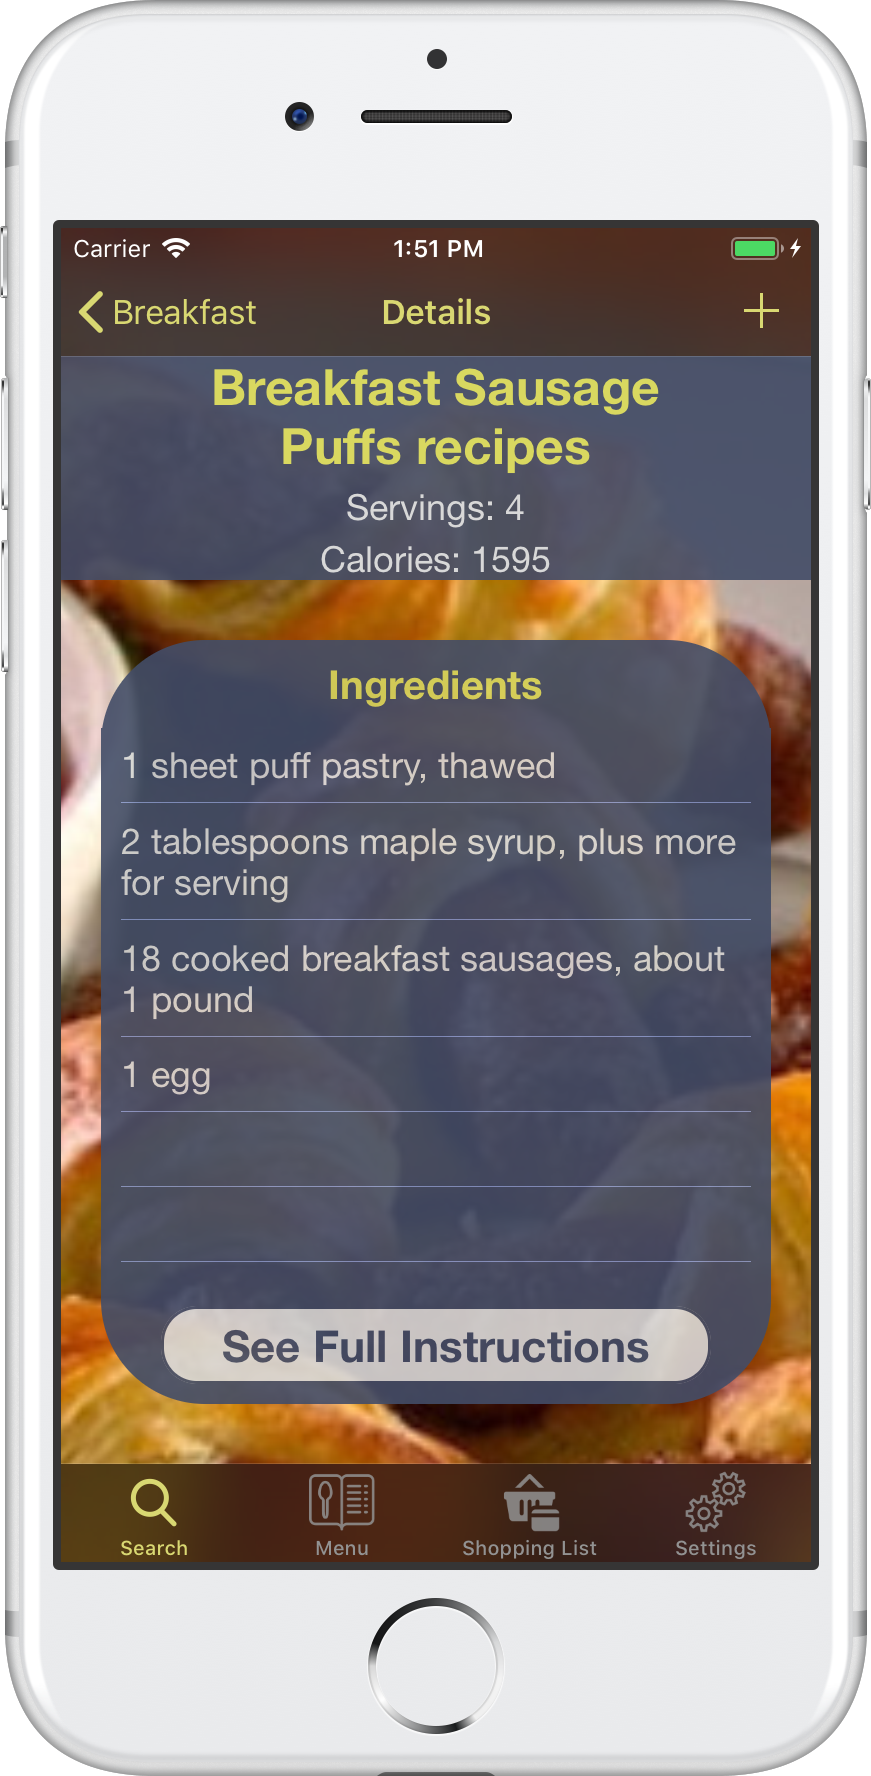 Carrier 1:51 PM
Breakfast Details +
Breakfast Sausage
Puffs recipes
Servings: 4
Calories: 1595
Ingredients
1 sheet puff pastry, thawed
2 tablespoons maple syrup, plus more
for serving
18 cooked breakfast sausages, about
1 pound
1 egg
See Full Instructions
Search Menu Shopping List Settings